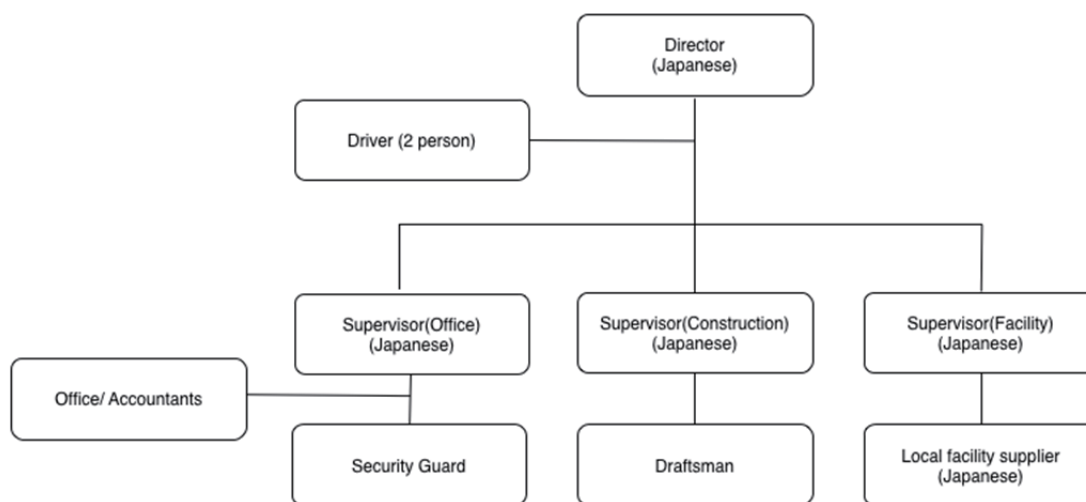 Director
(Japanese)
Driver (2 person)
Supervisor(Office)
(Japanese)
Supervisor(Construction)
(Japanese)
Supervisor(Facility)
(Japanese)
Office/ Accountants
Security Guard
Draftsman
Local facility supplier
(Japanese)